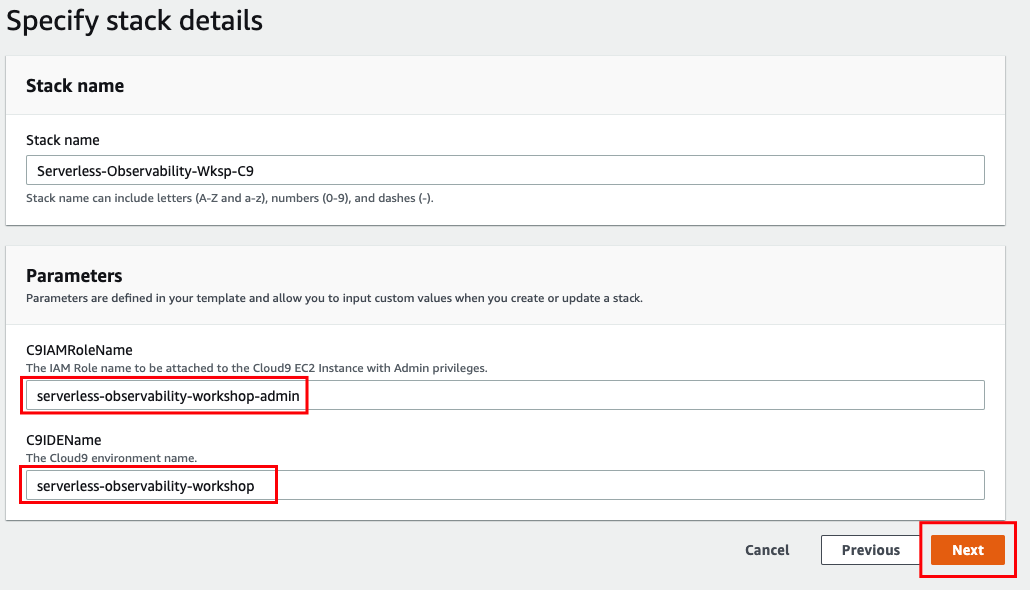 Specify stack details
Stack name
Stack name
Serverless-Observability-Wksp-C9
Stack name can include letters (A-Z and a-z), numbers (0-9), and dashes (-).
Parameters
Parameters are defined in your template and allow you to input custom values when you create or update a stack.
C9IAMRoleName
The IAM Role name to be attached to the Cloud9 EC2 Instance with Admin privileges.
serverless-observability-workshop-admin
C9IDEName
The Cloud9 environment name.
serverless-observability-workshop
Cancel Previous Next